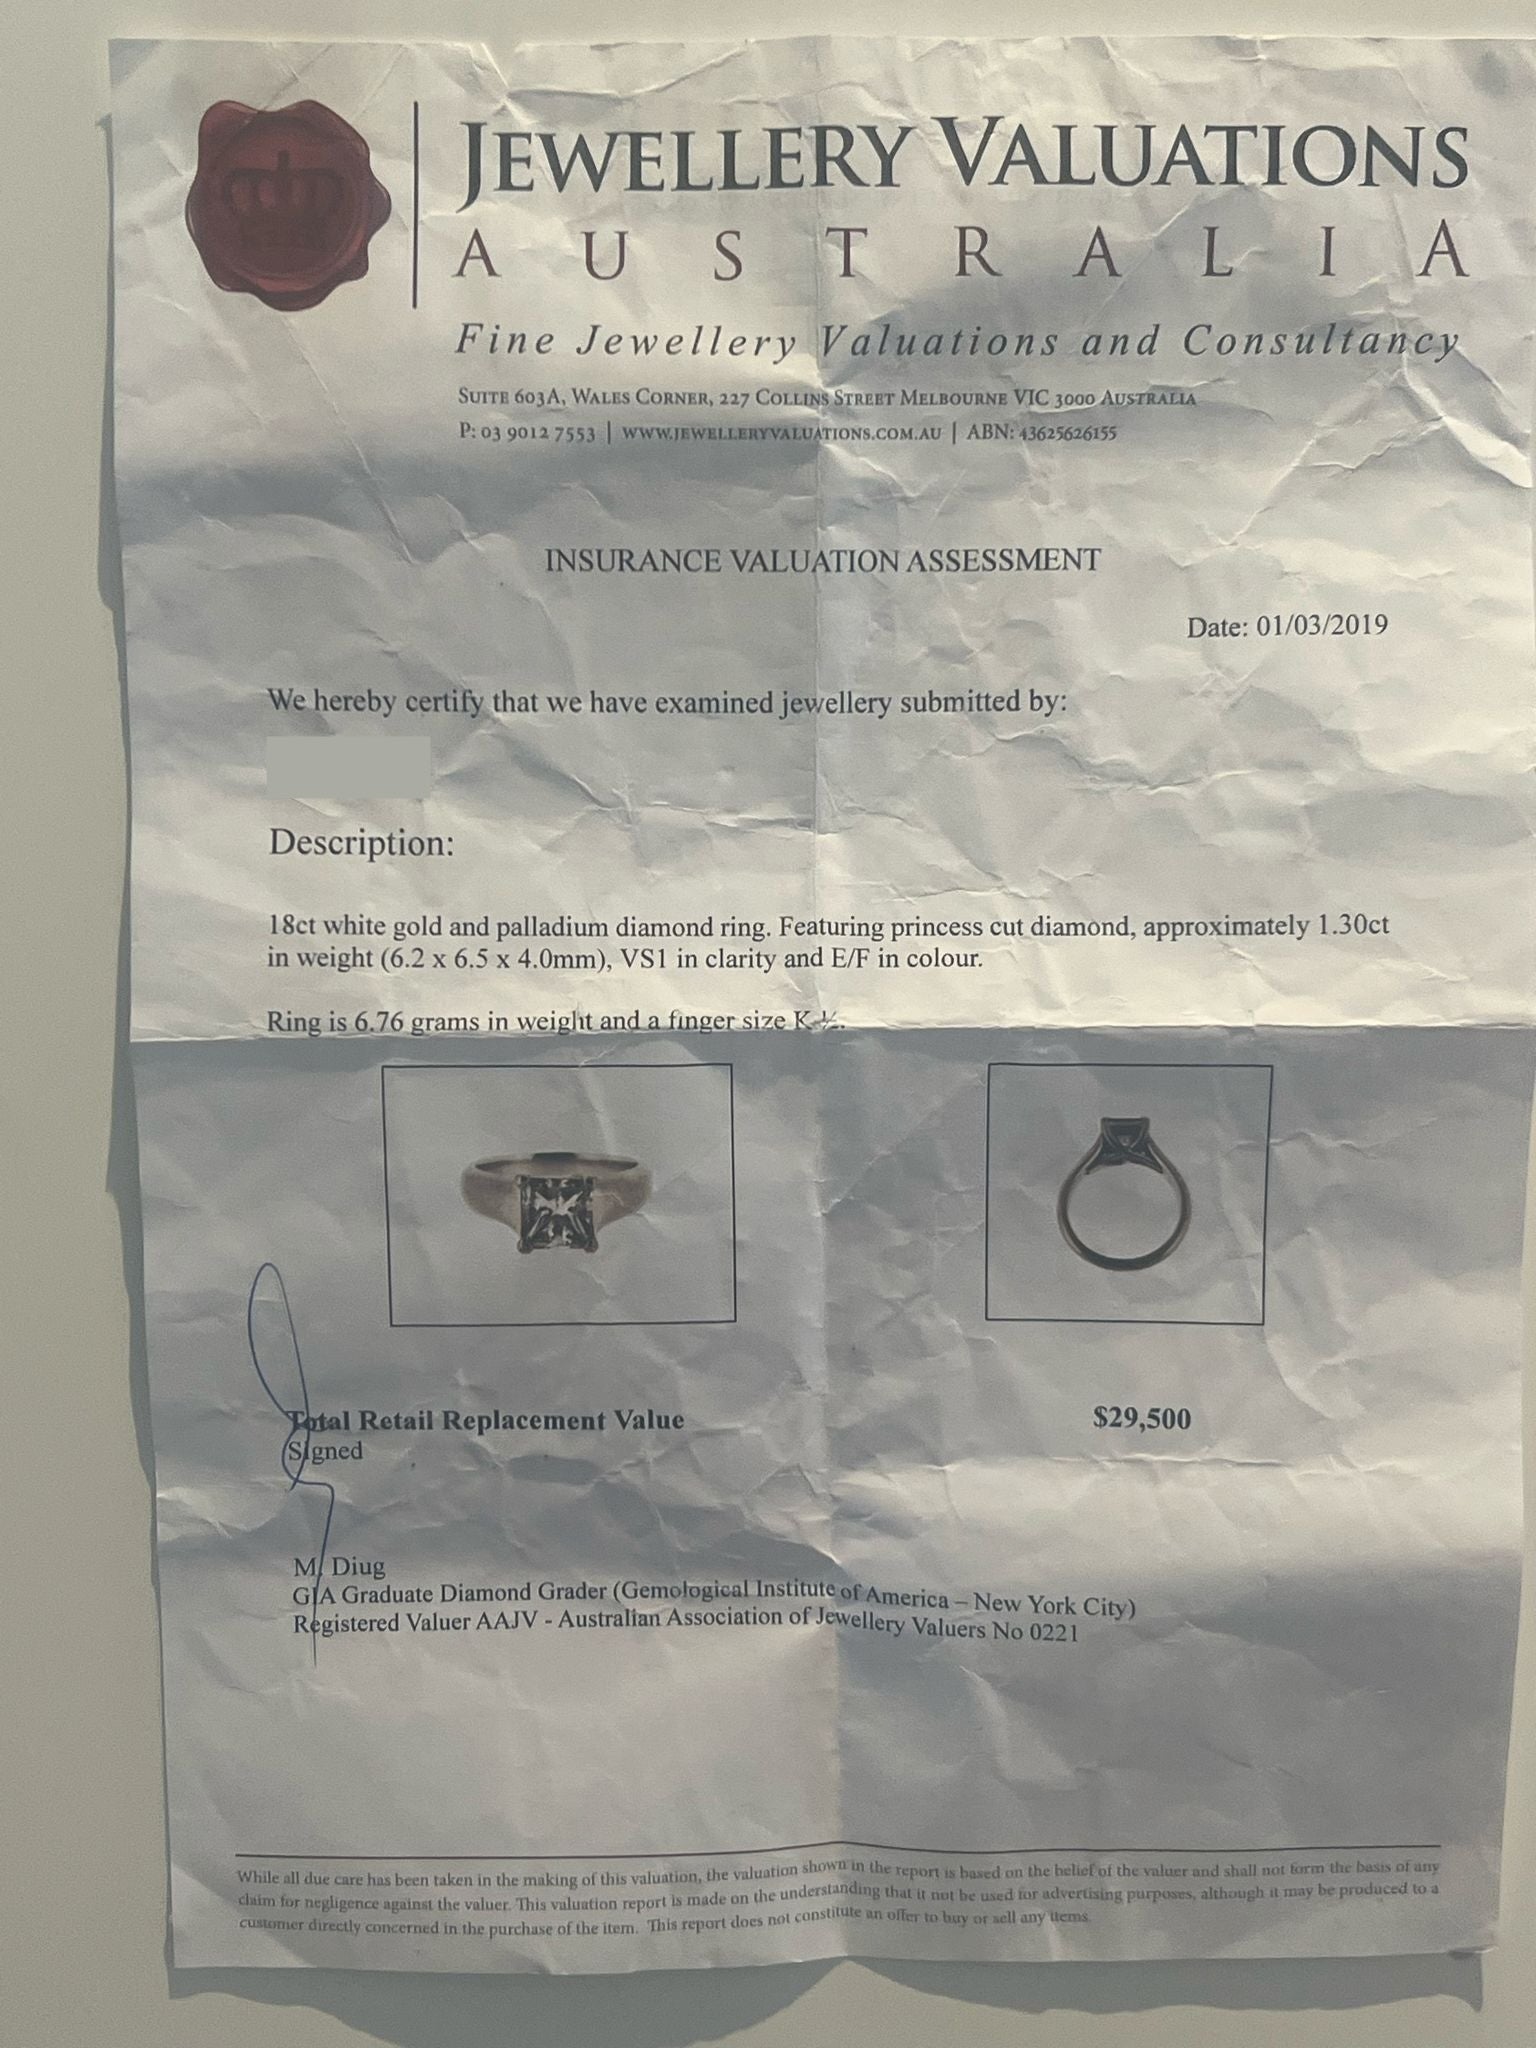 JEWELLERY VALUATIONS
AUSTRALIA
Fine Jewellery Valuations and Consultancy
SUITE 603A, WALES CORNER, 227 COLLINS STREET MELBOURNE VIC 3000 AUSTRALIA
P: 03 9012 7553 | WWW.JEWELLERYVALUATIONS.COM.AU | ABN: 43625626155
INSURANCE VALUATION ASSESSMENT
Date: 01/03/2019
We hereby certify that we have examined jewellery submitted by:
Description:
18ct white gold and palladium diamond ring. Featuring princess cut diamond, approximately 1.30ct
in weight (6.2 x 6.5 x 4.0mm), VS1 in clarity and E/F in colour.
Ring is 6.76 grams in weight and a finger size K ½.
Total Retail Replacement Value $29,500
Signed
M. Diug
GIA Graduate Diamond Grader (Gemological Institute of America – New York City)
Registered Valuer AAJV - Australian Association of Jewellery Valuers No 0221
While all due care has been taken in the making of this valuation, the valuation shown in the report is based on the belief of the valuer and shall not form the basis of any
claim for negligence against the valuer. This valuation report is made on the understanding that it not be used for advertising purposes, although it may be produced to a
customer directly concerned in the purchase of the item. This report does not constitute an offer to buy or sell any items.